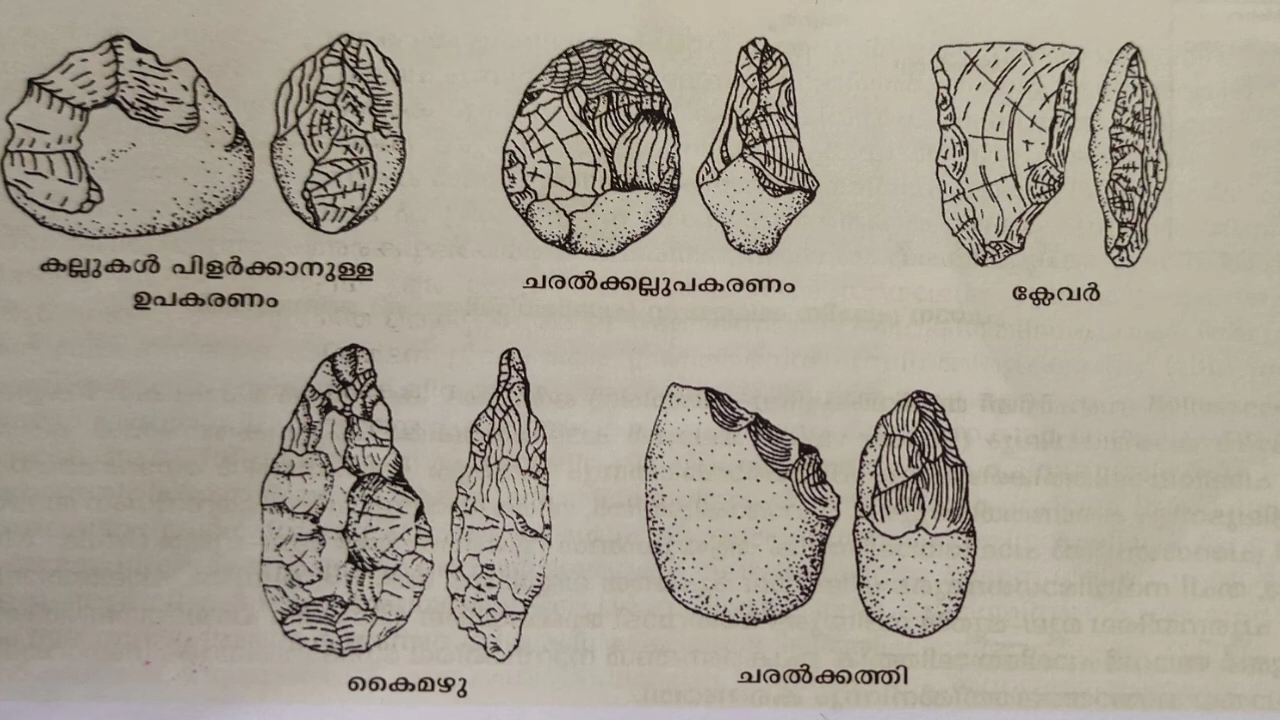 കല്ലുകൾ പിളർക്കാനുള്ള
ഉപകരണം
ചരൽക്കല്ലുപകരണം
ക്ലേവർ
കൈമഴു
ചരൽക്കത്തി